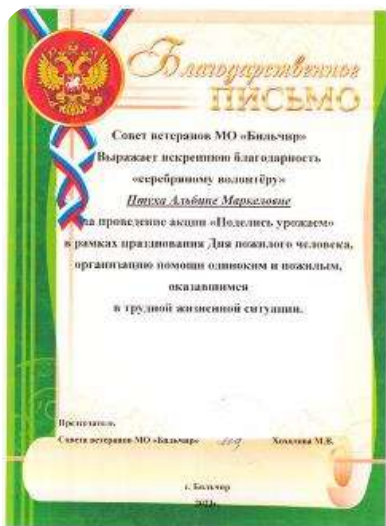 Благодарственное
ПИСЬМО
Совет ветеранов МО «Бильчир»
Выражает искреннюю благодарность
«серебряному волонтёру»
Птуха Альбине Маркеловне
за проведение акции «Поделись урожаем»
в рамках празднования Дня пожилого человека,
организацию помощи одиноким и пожилым,
оказавшимся
в трудной жизненной ситуации.
Председатель
Совета ветеранов МО «Бильчир» М.В.
с. Бильчир